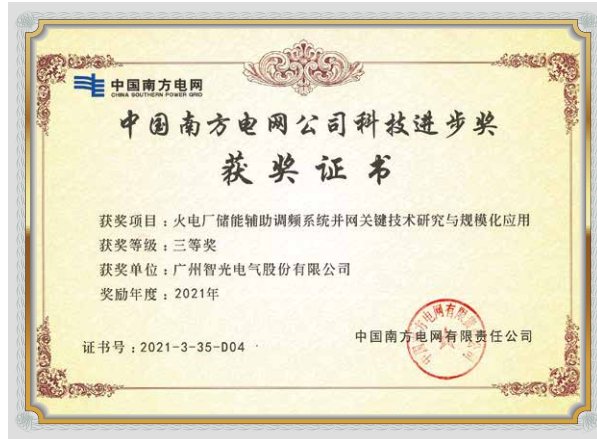 中国南方电网
CHINA SOUTHERN POWER GRID
中国南方电网公司科技进步奖
获奖证书
获奖项目：火电厂储能辅助调频系统并网关键技术研究与规模化应用
获奖等级：三等奖
获奖单位：广州智光电气股份有限公司
奖励年度：2021年
证书号：2021-3-35-D04
中国南方电网有限责任公司